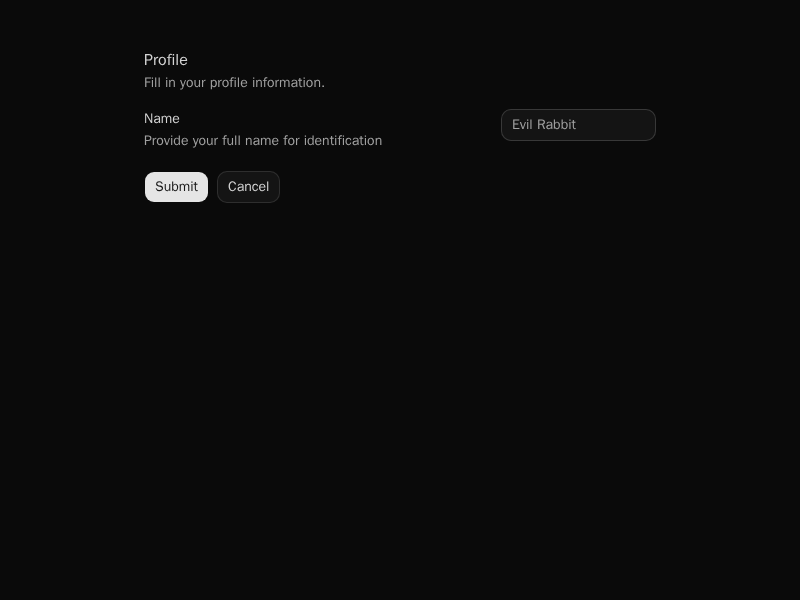 Profile
Fill in your profile information.
Name
Provide your full name for identification
Evil Rabbit
Submit
Cancel